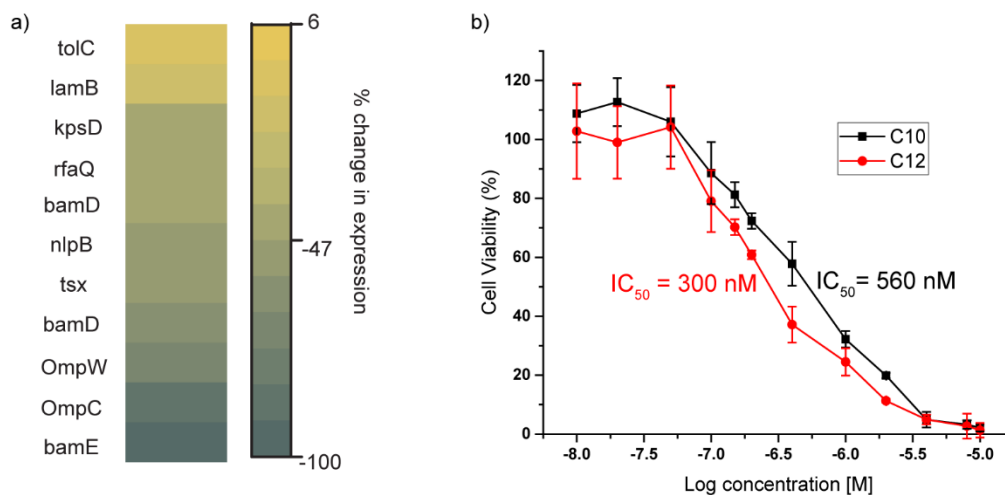 a)
tolC
lamB
kpsD
rfaQ
bamD
nlpB
tsx
bamD
OmpW
OmpC
bamE
6
-47
-100
% change in expression
b)
Cell Viability (%)
120
100
80
60
40
20
0
C10
C12
IC₅₀ = 300 nM
IC₅₀= 560 nM
-8.0 -7.5 -7.0 -6.5 -6.0 -5.5 -5.0
Log concentration [M]